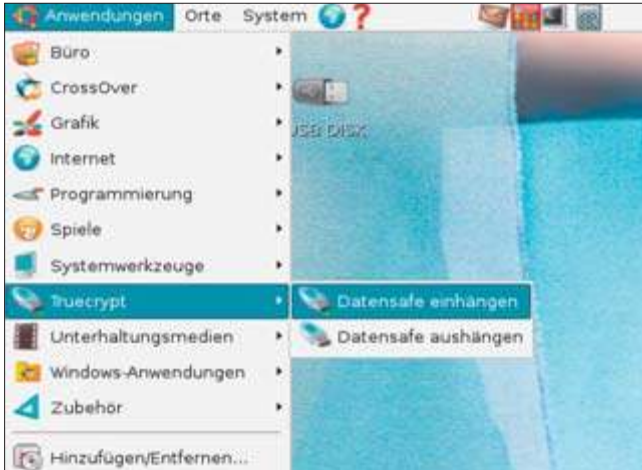 Anwendungen Orte System
Büro
CrossOver
USB DISK
Grafik
Internet
Programmierung
Spiele
Systemwerkzeuge
Truecrypt
Datensafe einhängen
Datensafe aushängen
Unterhaltungsmedien
Windows-Anwendungen
Zubehör
Hinzufügen/Entfernen...